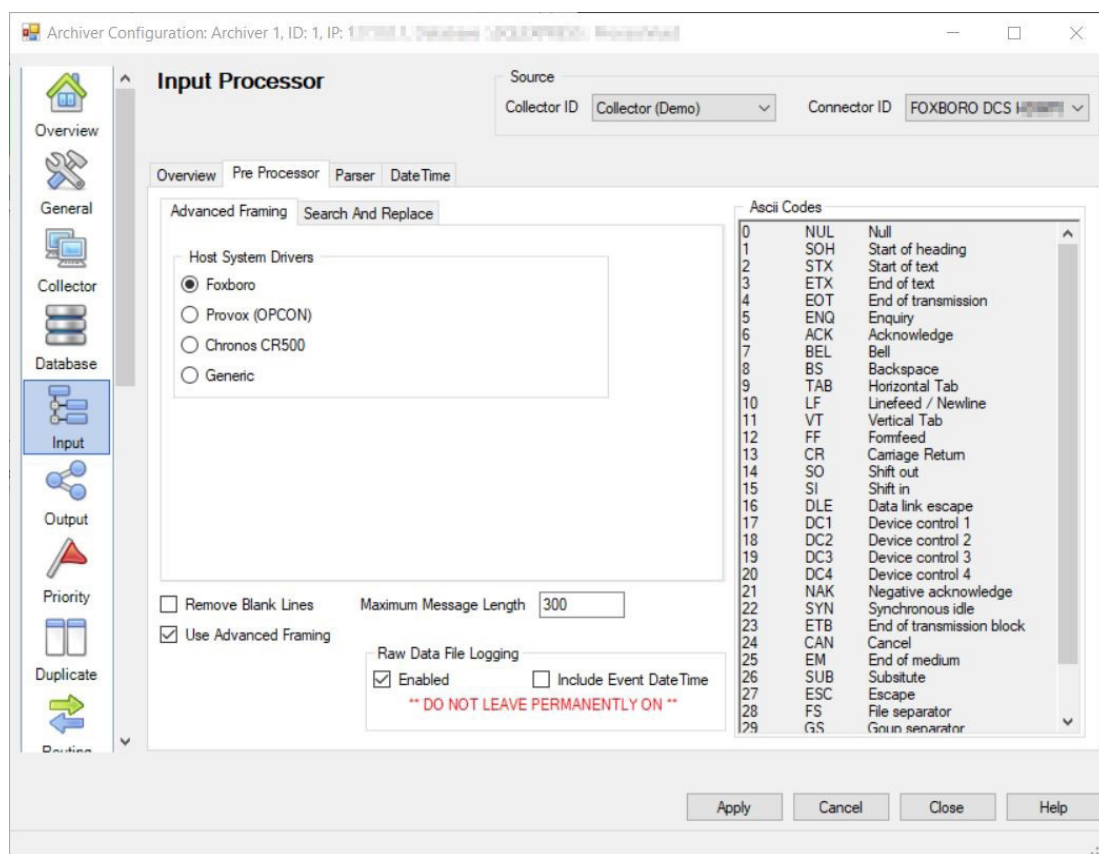 Archiver Configuration: Archiver 1, ID: 1, IP: 1
Input Processor
Source
Collector ID Collector (Demo) Connector ID FOXBORO DCS
Overview
General
Collector
Database
Input
Output
Priority
Duplicate
Routing
Overview Pre Processor Parser DateTime
Advanced Framing Search And Replace
Host System Drivers
Foxboro
Provox (OPCON)
Chronos CR500
Generic
Remove Blank Lines Maximum Message Length 300
Use Advanced Framing
Raw Data File Logging
Enabled Include Event DateTime
** DO NOT LEAVE PERMANENTLY ON **
Ascii Codes
0 NUL Null
1 SOH Start of heading
2 STX Start of text
3 ETX End of text
4 EOT End of transmission
5 ENQ Enquiry
6 ACK Acknowledge
7 BEL Bell
8 BS Backspace
9 TAB Horizontal Tab
10 LF Linefeed / Newline
11 VT Vertical Tab
12 FF Formfeed
13 CR Carriage Return
14 SO Shift out
15 SI Shift in
16 DLE Data link escape
17 DC1 Device control 1
18 DC2 Device control 2
19 DC3 Device control 3
20 DC4 Device control 4
21 NAK Negative acknowledge
22 SYN Synchronous idle
23 ETB End of transmission block
24 CAN Cancel
25 EM End of medium
26 SUB Subsitute
27 ESC Escape
28 FS File separator
29 GS Goup separator
Apply Cancel Close Help